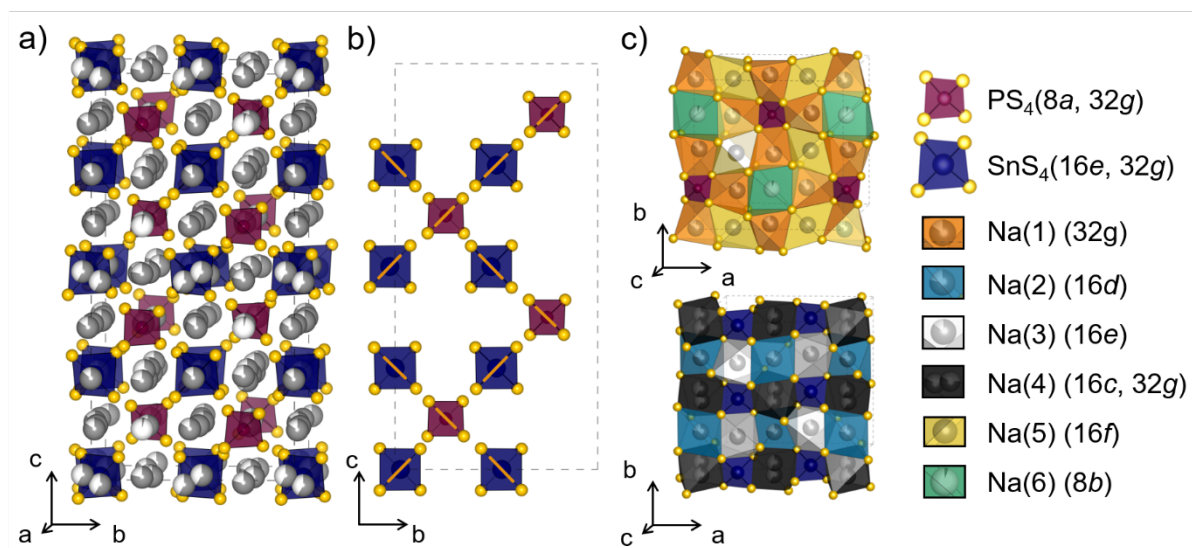 a)
b)
c)
c
a
b
c
b
b
c
a
b
c
a
PS₄(8a, 32g)
SnS₄(16e, 32g)
Na(1) (32g)
Na(2) (16d)
Na(3) (16e)
Na(4) (16c, 32g)
Na(5) (16f)
Na(6) (8b)